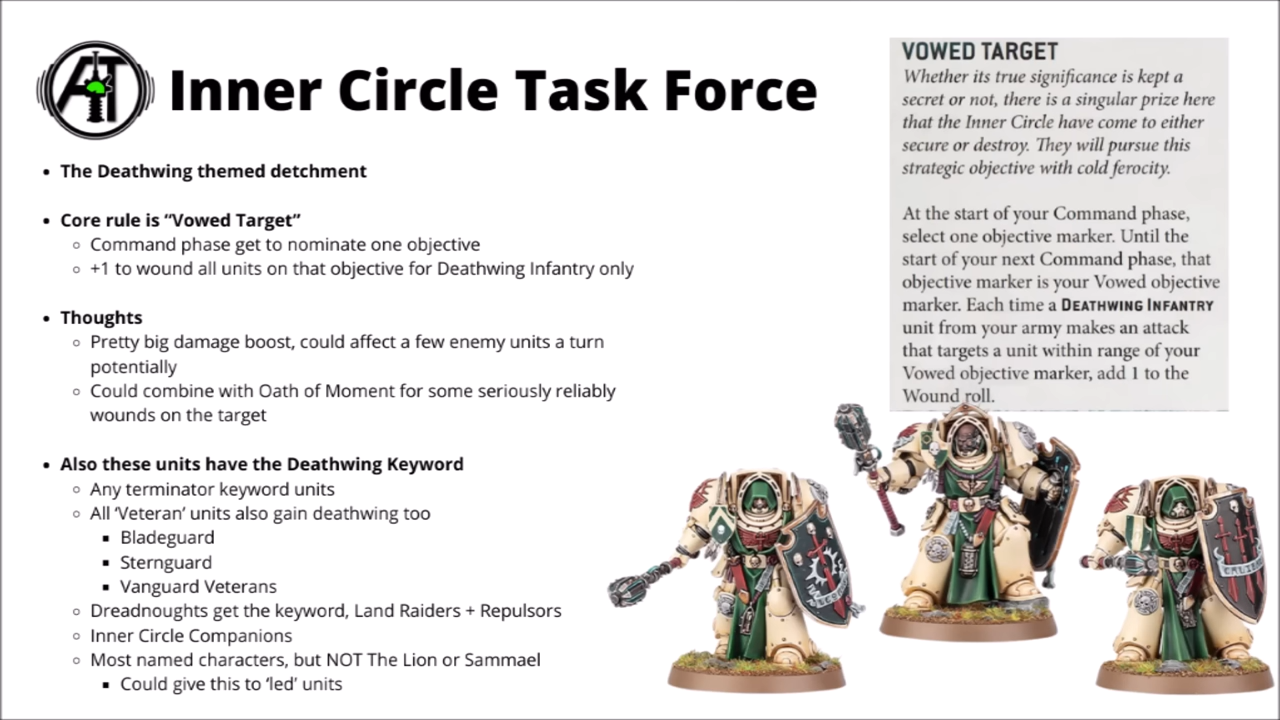 AT
Inner Circle Task Force
• The Deathwing themed detchment
• Core rule is “Vowed Target”
◦ Command phase get to nominate one objective
◦ +1 to wound all units on that objective for Deathwing Infantry only
• Thoughts
◦ Pretty big damage boost, could affect a few enemy units a turn
potentially
◦ Could combine with Oath of Moment for some seriously reliably
wounds on the target
• Also these units have the Deathwing Keyword
◦ Any terminator keyword units
◦ All ‘Veteran’ units also gain deathwing too
▪ Bladeguard
▪ Sternguard
▪ Vanguard Veterans
◦ Dreadnoughts get the keyword, Land Raiders + Repulsors
◦ Inner Circle Companions
◦ Most named characters, but NOT The Lion or Sammael
▪ Could give this to ‘led’ units
VOWED TARGET
Whether its true significance is kept a
secret or not, there is a singular prize here
that the Inner Circle have come to either
secure or destroy. They will pursue this
strategic objective with cold ferocity.
At the start of your Command phase,
select one objective marker. Until the
start of your next Command phase, that
objective marker is your Vowed objective
marker. Each time a DEATHWING INFANTRY
unit from your army makes an attack
that targets a unit within range of your
Vowed objective marker, add 1 to the
Wound roll.